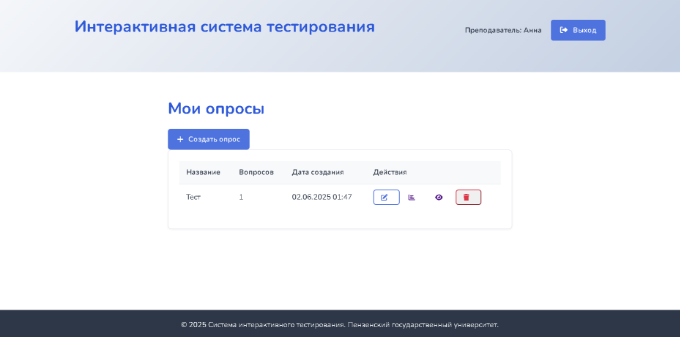 Интерактивная система тестирования
Преподаватель: Анна
Выход
Мои опросы
Создать опрос
Название Вопросов Дата создания Действия
Тест 1 02.06.2025 01:47
© 2025 Система интерактивного тестирования. Пензенский государственный университет.